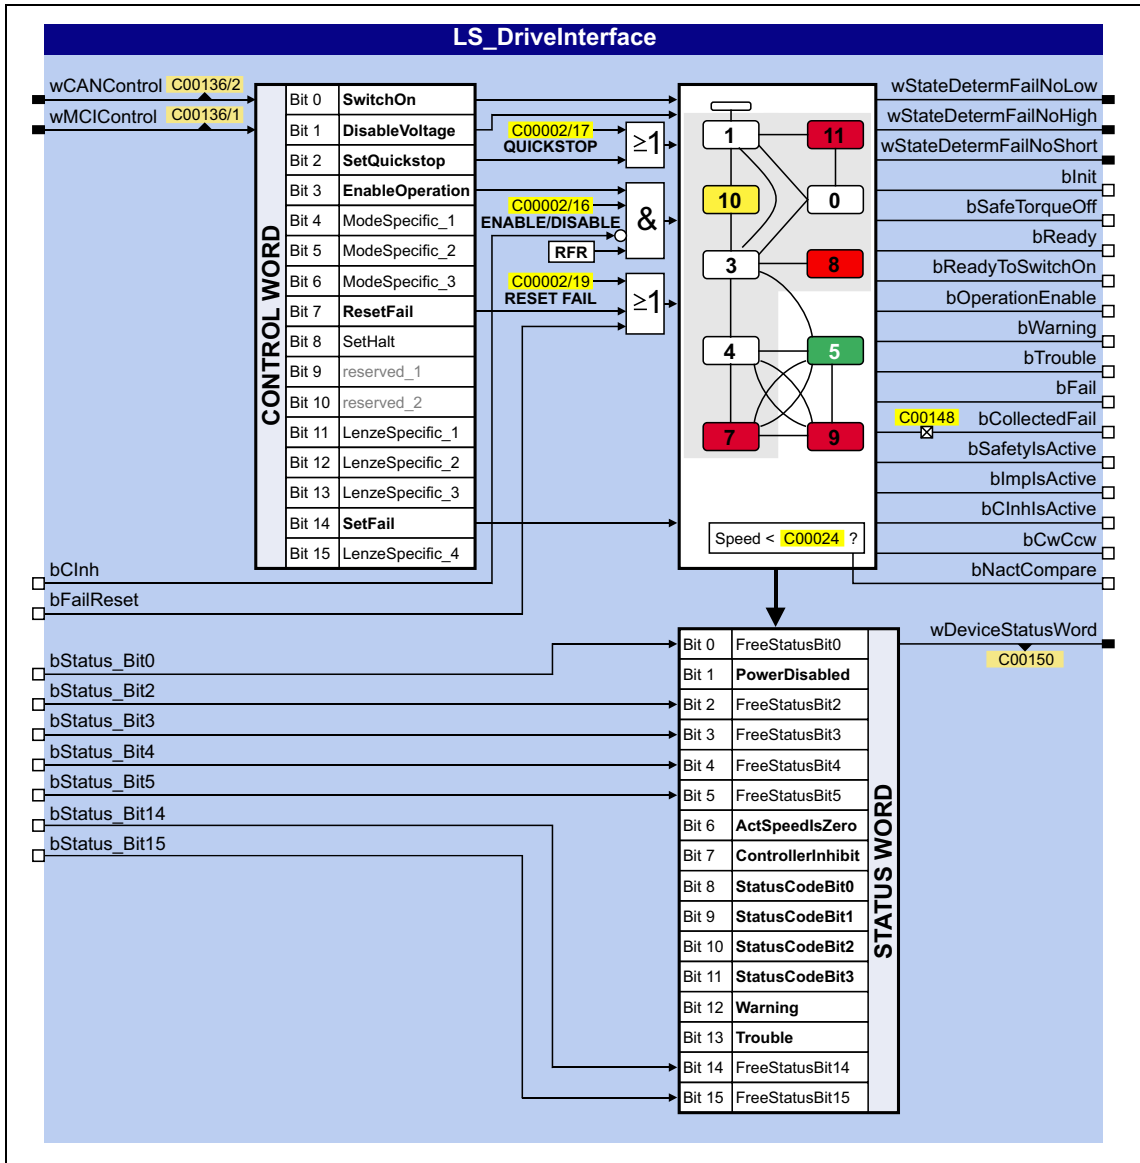 LS_DriveInterface
wCANControl C00136/2
wMCIControl C00136/1
CONTROL WORD
Bit 0 SwitchOn
Bit 1 DisableVoltage
Bit 2 SetQuickstop
Bit 3 EnableOperation
Bit 4 ModeSpecific_1
Bit 5 ModeSpecific_2
Bit 6 ModeSpecific_3
Bit 7 ResetFail
Bit 8 SetHalt
Bit 9 reserved_1
Bit 10 reserved_2
Bit 11 LenzeSpecific_1
Bit 12 LenzeSpecific_2
Bit 13 LenzeSpecific_3
Bit 14 SetFail
Bit 15 LenzeSpecific_4
C00002/17
QUICKSTOP
≥1
C00002/16
ENABLE/DISABLE
&
RFR
C00002/19
RESET FAIL
≥1
1 11
10 0
3 8
4 5
7 9
Speed < C00024 ?
wStateDetermFailNoLow
wStateDetermFailNoHigh
wStateDetermFailNoShort
bInit
bSafeTorqueOff
bReady
bReadyToSwitchOn
bOperationEnable
bWarning
bTrouble
bFail
C00148 bCollectedFail
bSafetyIsActive
bImpIsActive
bCInhIsActive
bCwCcw
bNactCompare
bCInh
bFailReset
bStatus_Bit0
bStatus_Bit2
bStatus_Bit3
bStatus_Bit4
bStatus_Bit5
bStatus_Bit14
bStatus_Bit15
Bit 0 FreeStatusBit0
Bit 1 PowerDisabled
Bit 2 FreeStatusBit2
Bit 3 FreeStatusBit3
Bit 4 FreeStatusBit4
Bit 5 FreeStatusBit5
Bit 6 ActSpeedIsZero
Bit 7 ControllerInhibit
Bit 8 StatusCodeBit0
Bit 9 StatusCodeBit1
Bit 10 StatusCodeBit2
Bit 11 StatusCodeBit3
Bit 12 Warning
Bit 13 Trouble
Bit 14 FreeStatusBit14
Bit 15 FreeStatusBit15
STATUS WORD
wDeviceStatusWord
C00150